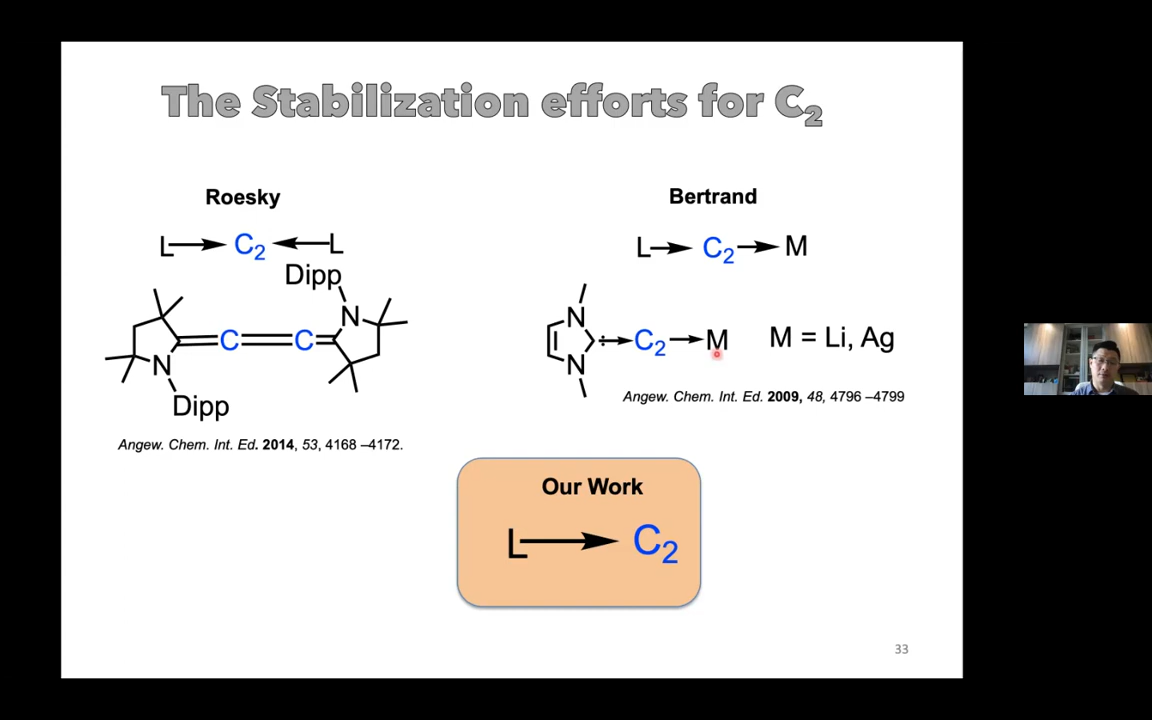 The Stabilization efforts for C₂
Roesky
L → C₂ ← L
Dipp
N
C C
N
Dipp
Angew. Chem. Int. Ed. 2014, 53, 4168 –4172.
Bertrand
L → C₂ → M
N
: → C₂ → M M = Li, Ag
N
Angew. Chem. Int. Ed. 2009, 48, 4796 –4799
Our Work
L → C₂
33